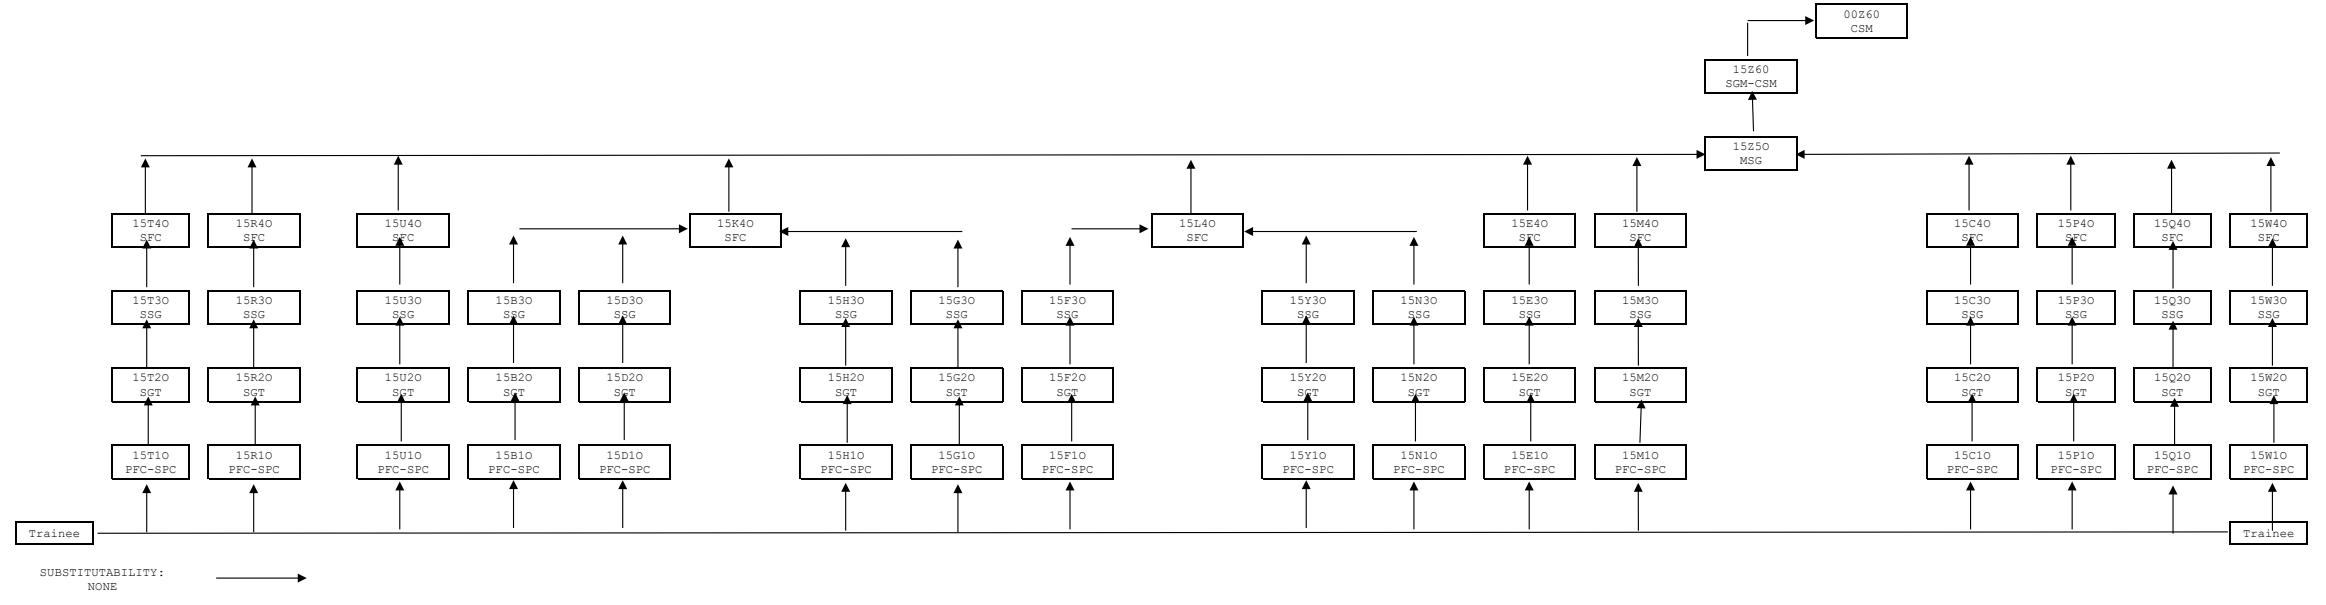 00Z60
CSM
15Z60
SGM-CSM
15Z5O
MSG
15T4O
SFC
15R4O
SFC
15U4O
SFC
15K4O
SFC
15L4O
SFC
15E4O
SFC
15M4O
SFC
15C4O
SFC
15P4O
SFC
15Q4O
SFC
15W4O
SFC
15T3O
SSG
15R3O
SSG
15U3O
SSG
15B3O
SSG
15D3O
SSG
15H3O
SSG
15G3O
SSG
15F3O
SSG
15Y3O
SSG
15N3O
SSG
15E3O
SSG
15M3O
SSG
15C3O
SSG
15P3O
SSG
15Q3O
SSG
15W3O
SSG
15T2O
SGT
15R2O
SGT
15U2O
SGT
15B2O
SGT
15D2O
SGT
15H2O
SGT
15G2O
SGT
15F2O
SGT
15Y2O
SGT
15N2O
SGT
15E2O
SGT
15M2O
SGT
15C2O
SGT
15P2O
SGT
15Q2O
SGT
15W2O
SGT
15T1O
PFC-SPC
15R1O
PFC-SPC
15U1O
PFC-SPC
15B1O
PFC-SPC
15D1O
PFC-SPC
15H1O
PFC-SPC
15G1O
PFC-SPC
15F1O
PFC-SPC
15Y1O
PFC-SPC
15N1O
PFC-SPC
15E1O
PFC-SPC
15M1O
PFC-SPC
15C1O
PFC-SPC
15P1O
PFC-SPC
15Q1O
PFC-SPC
15W1O
PFC-SPC
Trainee
Trainee
SUBSTITUTABILITY:
NONE